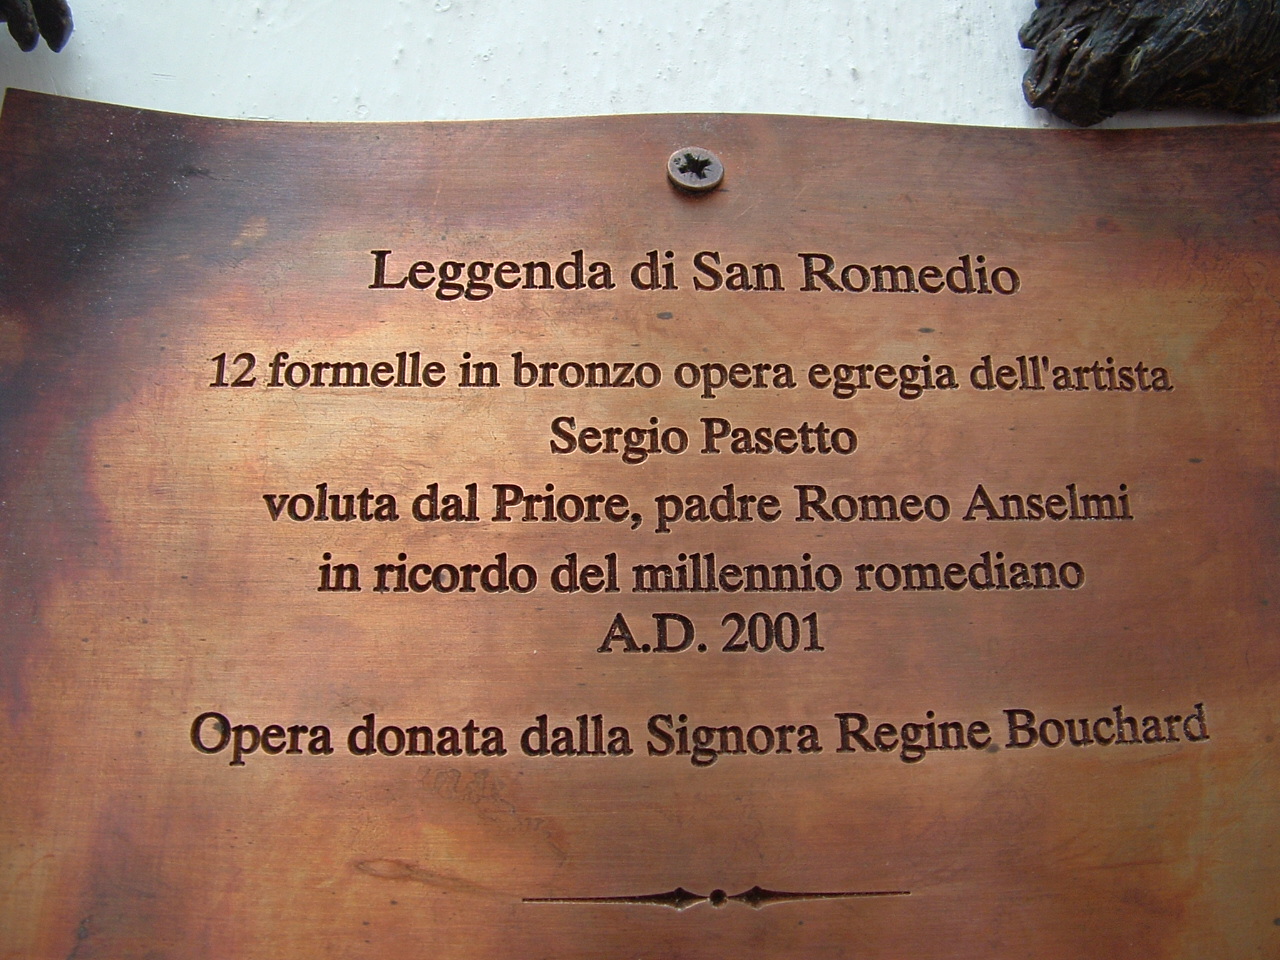 Leggenda di San Romedio
12 formelle in bronzo opera egregia dell'artista
Sergio Pasetto
voluta dal Priore, padre Romeo Anselmi
in ricordo del millennio romediano
A.D. 2001
Opera donata dalla Signora Regine Bouchard